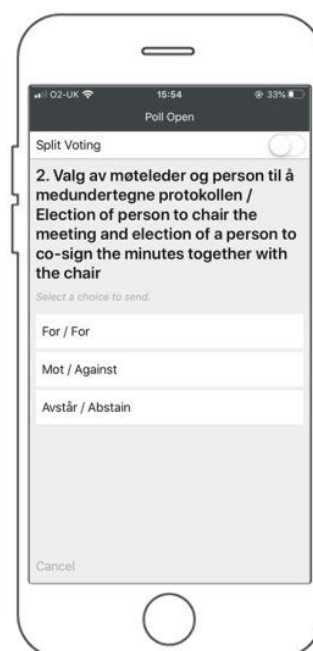 O2-UK 15:54 33%
Poll Open
Split Voting
2. Valg av møteleder og person til å
medundertegne protokollen /
Election of person to chair the
meeting and election of a person to
co-sign the minutes together with
the chair
Select a choice to send.
For / For
Mot / Against
Avstår / Abstain
Cancel